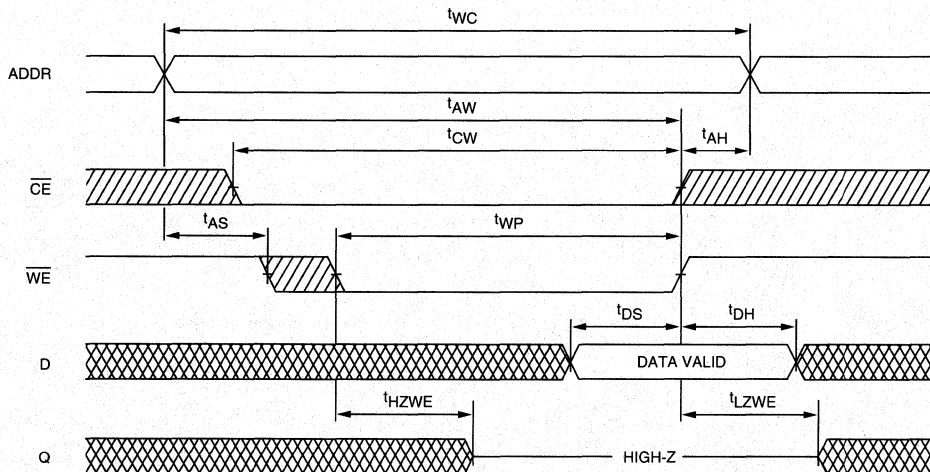 tWC
ADDR
tAW
tCW
tAH
CE
tAS
tWP
WE
tDS
tDH
D
DATA VALID
tHZWE
tLZWE
Q
HIGH-Z